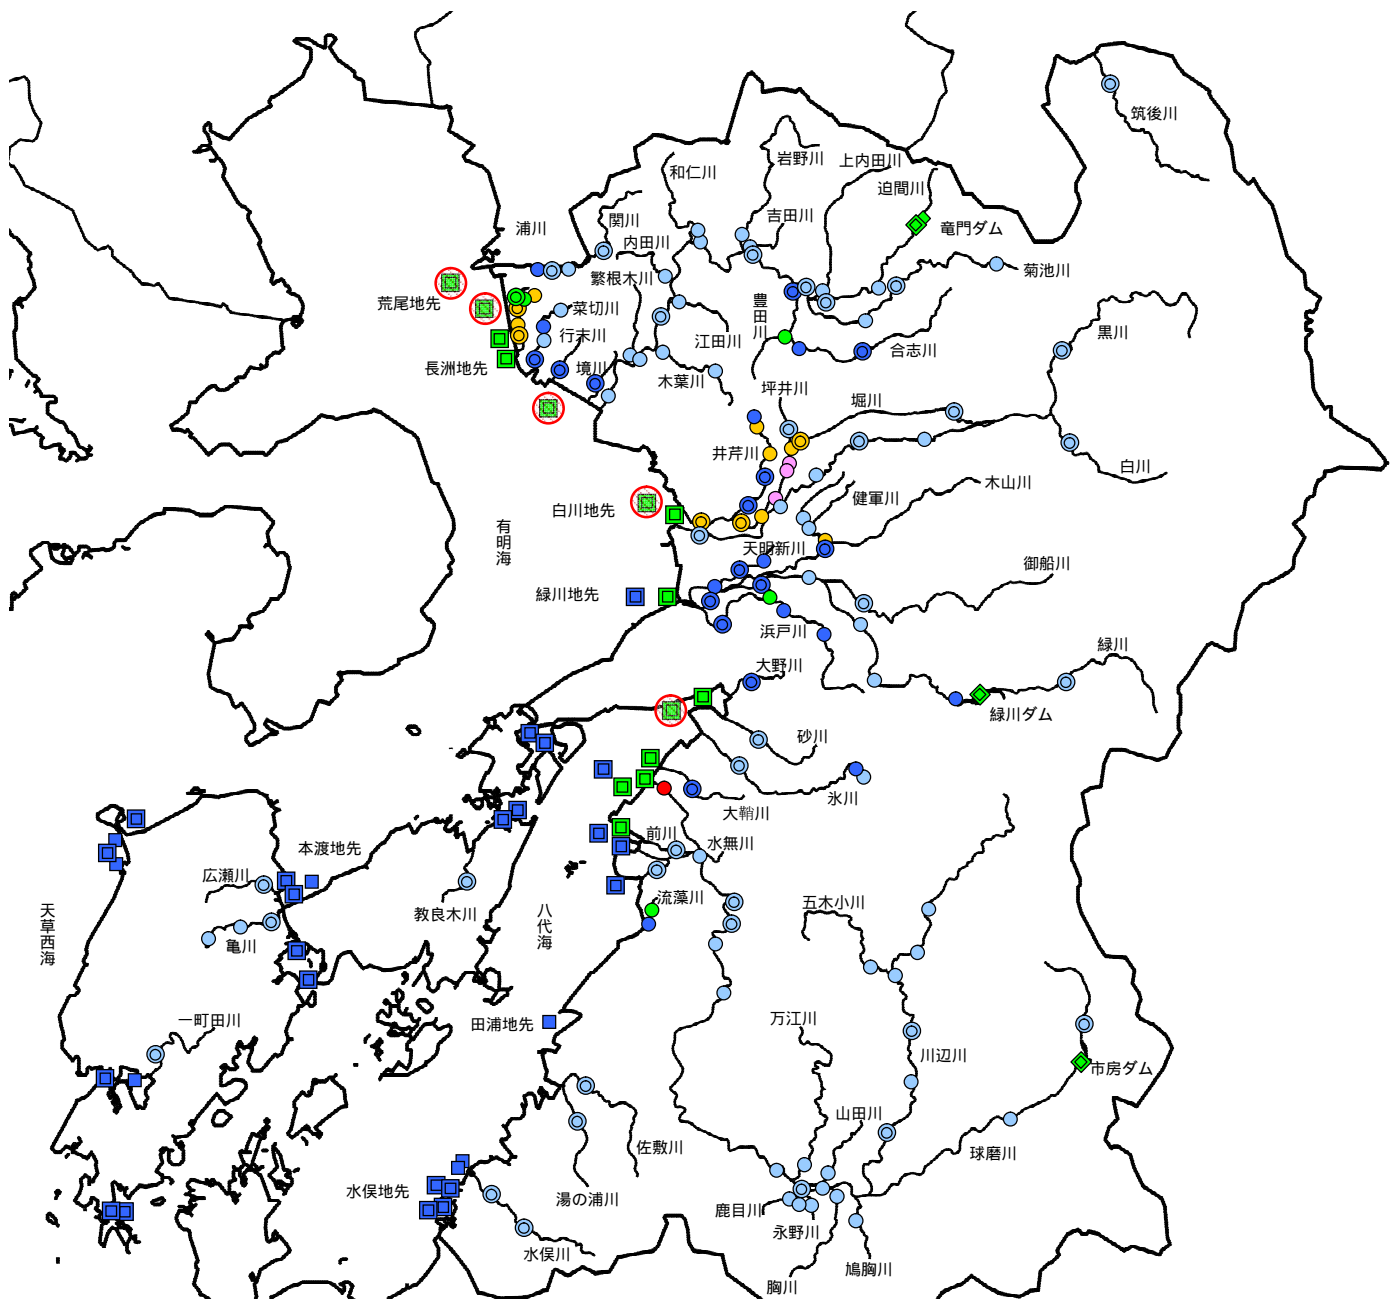 筑後川
岩野川
上内田川
和仁川
迫間川
関川
吉田川
浦川
竜門ダム
内田川
菊池川
繁根木川
荒尾地先
菜切川
豊田川
黒川
行末川
江田川
合志川
長洲地先
境川
木葉川
坪井川
堀川
井芹川
白川
木山川
健軍川
白川地先
有明海
天明新川
御船川
緑川地先
浜戸川
緑川
大野川
緑川ダム
砂川
氷川
大鞘川
前川
水無川
本渡地先
広瀬川
流藻川
五木小川
教良木川
八代海
天草西海
亀川
一町田川
田浦地先
万江川
川辺川
市房ダム
山田川
佐敷川
球磨川
水俣地先
湯の浦川
鹿目川
永野川
水俣川
鳩胸川
胸川